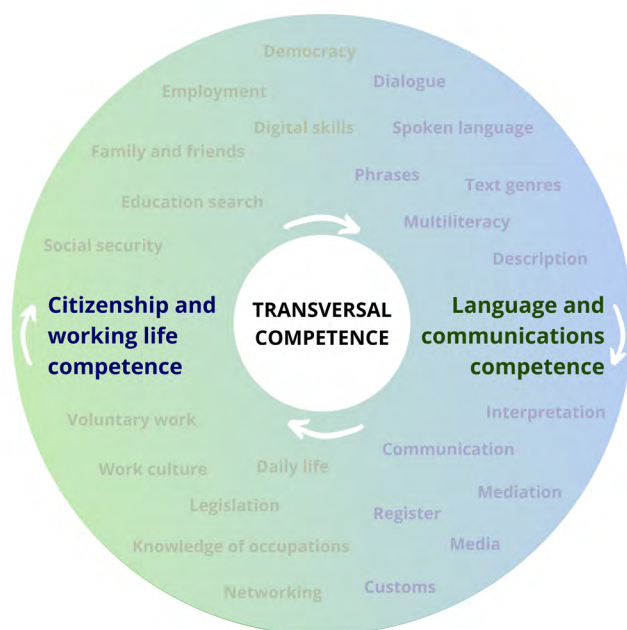 Democracy
Dialogue
Employment
Digital skills
Spoken language
Family and friends
Phrases
Text genres
Education search
Multiliteracy
Social security
Description
Citizenship and
working life
competence
TRANSVERSAL
COMPETENCE
Language and
communications
competence
Interpretation
Voluntary work
Communication
Work culture
Daily life
Mediation
Legislation
Register
Knowledge of occupations
Media
Networking
Customs